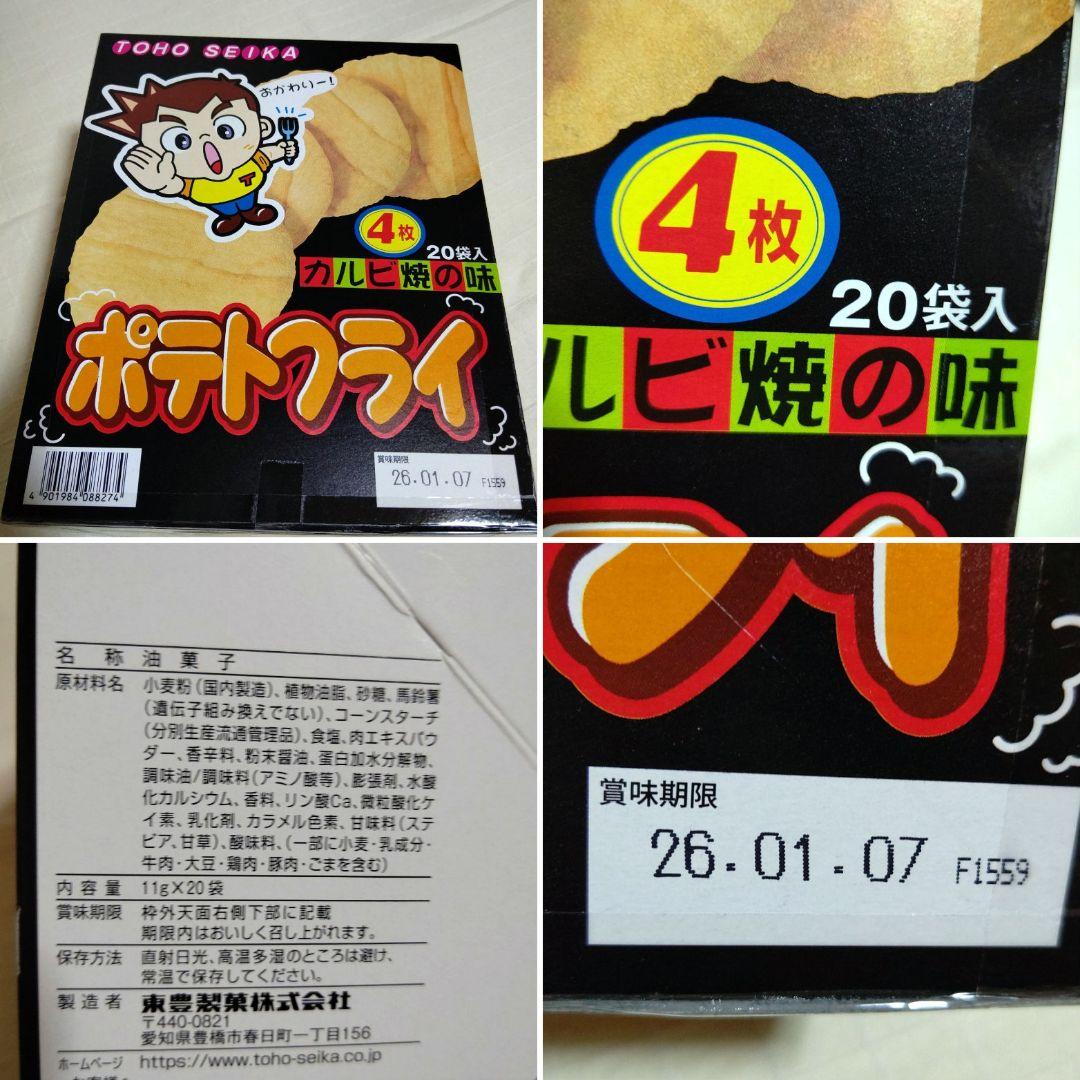 TOHO SEIKA
おかわりー!
T
4枚
20袋入
カルビ焼の味
ポテトフライ
4 901984 088274
賞味期限
26.01.07 F1559
4枚
20袋入
ルビ焼の味
名称 油菓子
原材料名 小麦粉(国内製造)、植物油脂、砂糖、馬鈴薯
(遺伝子組み換えでない)、コーンスターチ
(分別生産流通管理品)、食塩、肉エキスパウ
ダー、香辛料、粉末醤油、蛋白加水分解物、
調味油/調味料(アミノ酸等)、膨張剤、水酸
化カルシウム、香料、リン酸Ca、微粒酸化ケ
イ素、乳化剤、カラメル色素、甘味料(ステ
ビア、甘草)、酸味料、(一部に小麦・乳成分・
牛肉・大豆・鶏肉・豚肉・ごまを含む)
内容量 11g×20袋
賞味期限 枠外天面右側下部に記載
期限内はおいしく召し上がれます。
保存方法 直射日光、高温多湿のところは避け、
常温で保存してください。
製造者 東豊製菓株式会社
〒440-0821
愛知県豊橋市春日町一丁目156
ホームページ https://www.toho-seika.co.jp
賞味期限
26.01.07 F1559